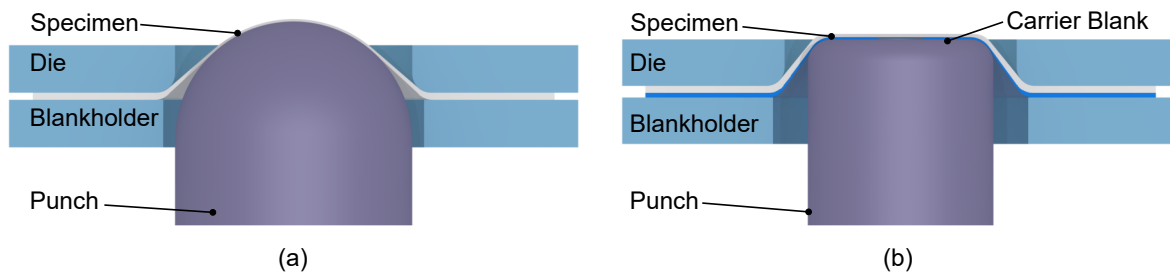 Specimen
Die
Blankholder
Punch
(a)
Specimen
Carrier Blank
Die
Blankholder
Punch
(b)